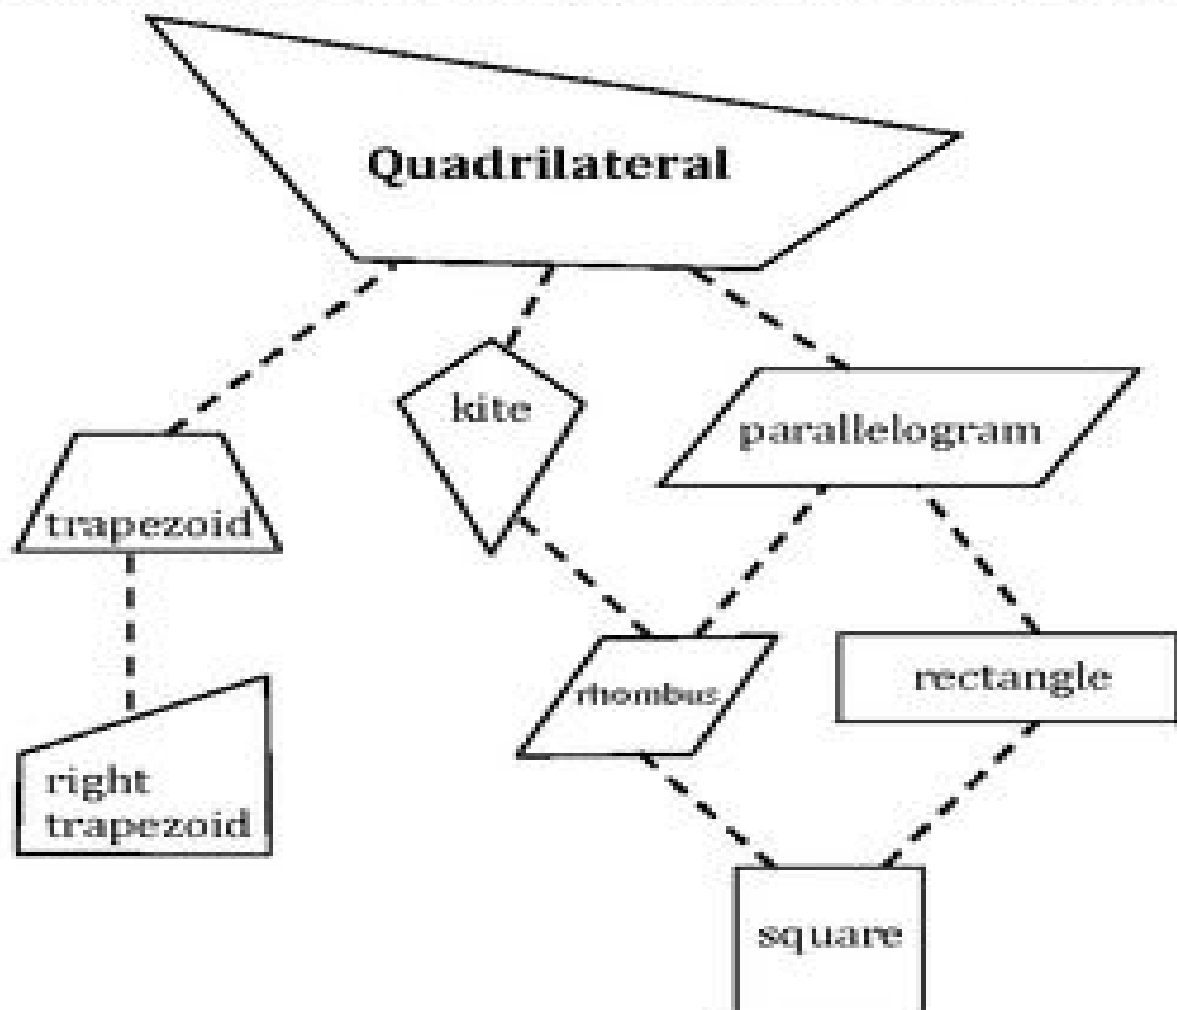 Quadrilateral
kite
parallelogram
trapezoid
rhombus
rectangle
right
trapezoid
square